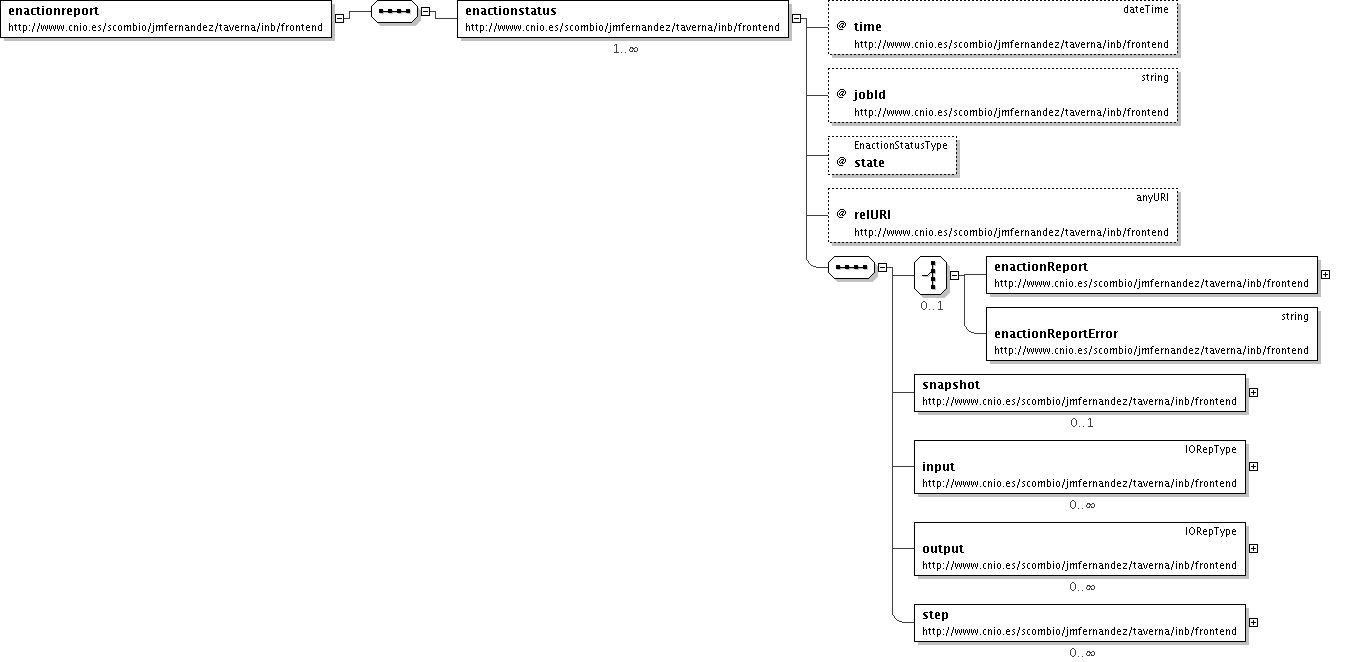 enactionreport
http://www.cnio.es/scombio/jmfernandez/taverna/inb/frontend
enactionstatus
http://www.cnio.es/scombio/jmfernandez/taverna/inb/frontend
1..∞
dateTime
@ time
http://www.cnio.es/scombio/jmfernandez/taverna/inb/frontend
string
@ jobId
http://www.cnio.es/scombio/jmfernandez/taverna/inb/frontend
EnactionStatusType
@ state
anyURI
@ relURI
http://www.cnio.es/scombio/jmfernandez/taverna/inb/frontend
0..1
enactionReport
http://www.cnio.es/scombio/jmfernandez/taverna/inb/frontend
string
enactionReportError
http://www.cnio.es/scombio/jmfernandez/taverna/inb/frontend
snapshot
http://www.cnio.es/scombio/jmfernandez/taverna/inb/frontend
0..1
IORepType
input
http://www.cnio.es/scombio/jmfernandez/taverna/inb/frontend
0..∞
IORepType
output
http://www.cnio.es/scombio/jmfernandez/taverna/inb/frontend
0..∞
step
http://www.cnio.es/scombio/jmfernandez/taverna/inb/frontend
0..∞